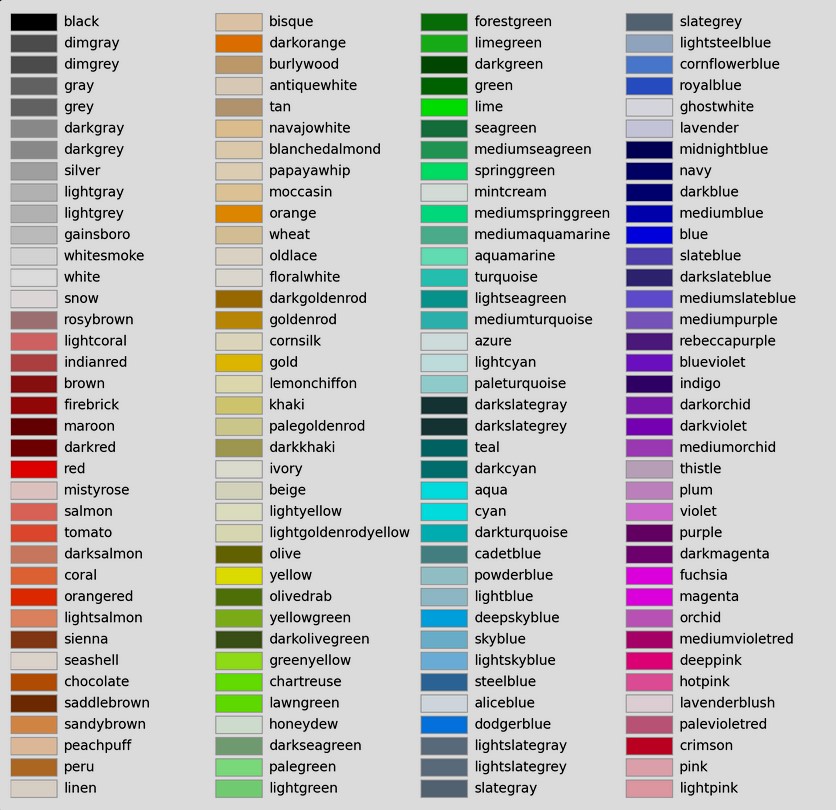 black
dimgray
dimgrey
gray
grey
darkgray
darkgrey
silver
lightgray
lightgrey
gainsboro
whitesmoke
white
snow
rosybrown
lightcoral
indianred
brown
firebrick
maroon
darkred
red
mistyrose
salmon
tomato
darksalmon
coral
orangered
lightsalmon
sienna
seashell
chocolate
saddlebrown
sandybrown
peachpuff
peru
linen
bisque
darkorange
burlywood
antiquewhite
tan
navajowhite
blanchedalmond
papayawhip
moccasin
orange
wheat
oldlace
floralwhite
darkgoldenrod
goldenrod
cornsilk
gold
lemonchiffon
khaki
palegoldenrod
darkkhaki
ivory
beige
lightyellow
lightgoldenrodyellow
olive
yellow
olivedrab
yellowgreen
darkolivegreen
greenyellow
chartreuse
lawngreen
honeydew
darkseagreen
palegreen
lightgreen
forestgreen
limegreen
darkgreen
green
lime
seagreen
mediumseagreen
springgreen
mintcream
mediumspringgreen
mediumaquamarine
aquamarine
turquoise
lightseagreen
mediumturquoise
azure
lightcyan
paleturquoise
darkslategray
darkslategrey
teal
darkcyan
aqua
cyan
darkturquoise
cadetblue
powderblue
lightblue
deepskyblue
skyblue
lightskyblue
steelblue
aliceblue
dodgerblue
lightslategray
lightslategrey
slategray
slategrey
lightsteelblue
cornflowerblue
royalblue
ghostwhite
lavender
midnightblue
navy
darkblue
mediumblue
blue
slateblue
darkslateblue
mediumslateblue
mediumpurple
rebeccapurple
blueviolet
indigo
darkorchid
darkviolet
mediumorchid
thistle
plum
violet
purple
darkmagenta
fuchsia
magenta
orchid
mediumvioletred
deeppink
hotpink
lavenderblush
palevioletred
crimson
pink
lightpink